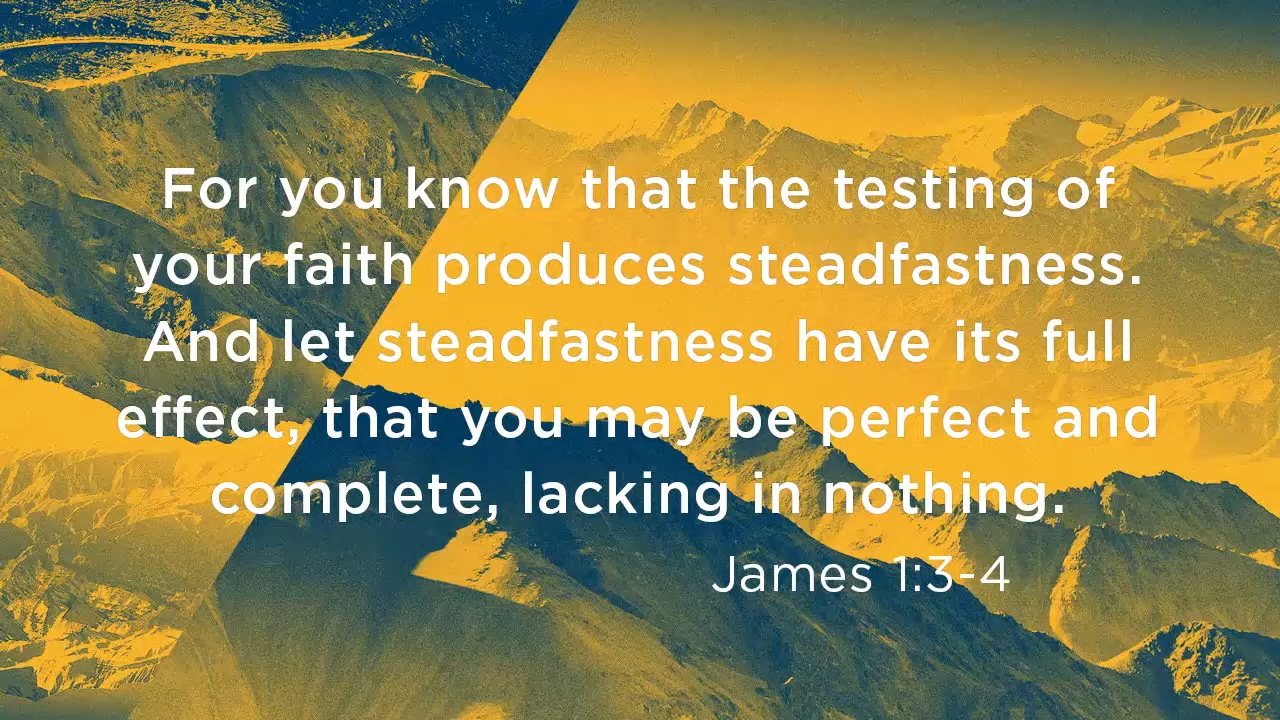 For you know that the testing of
your faith produces steadfastness.
And let steadfastness have its full
effect, that you may be perfect and
complete, lacking in nothing.
James 1:3-4